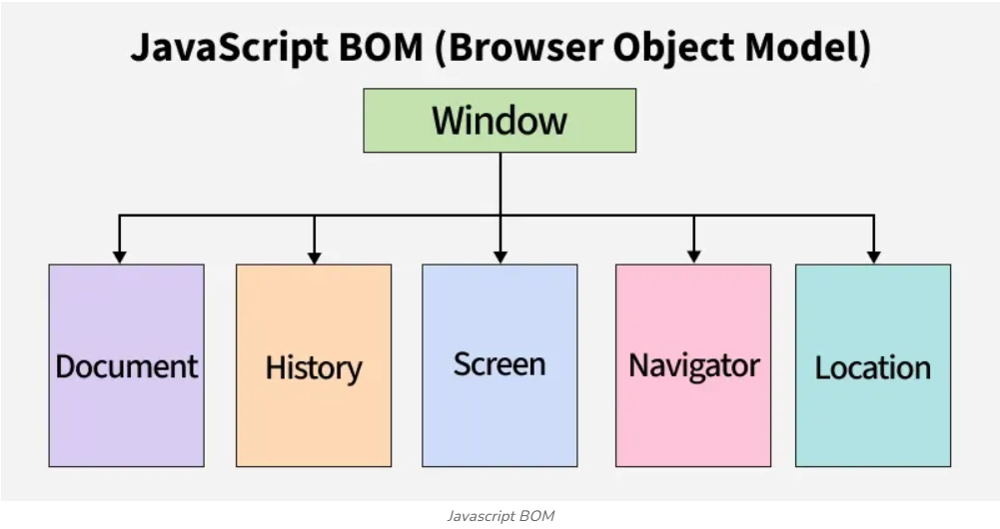 JavaScript BOM (Browser Object Model)
Window
Document
History
Screen
Navigator
Location
Javascript BOM